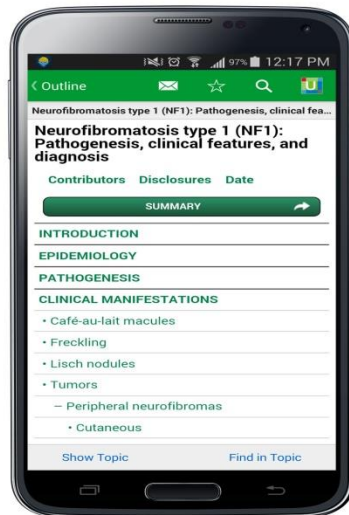 97% 12:17 PM
Outline
Neurofibromatosis type 1 (NF1): Pathogenesis, clinical fea...
Neurofibromatosis type 1 (NF1):
Pathogenesis, clinical features, and
diagnosis
Contributors Disclosures Date
SUMMARY
INTRODUCTION
EPIDEMIOLOGY
PATHOGENESIS
CLINICAL MANIFESTATIONS
• Café-au-lait macules
• Freckling
• Lisch nodules
• Tumors
– Peripheral neurofibromas
• Cutaneous
Show Topic Find in Topic